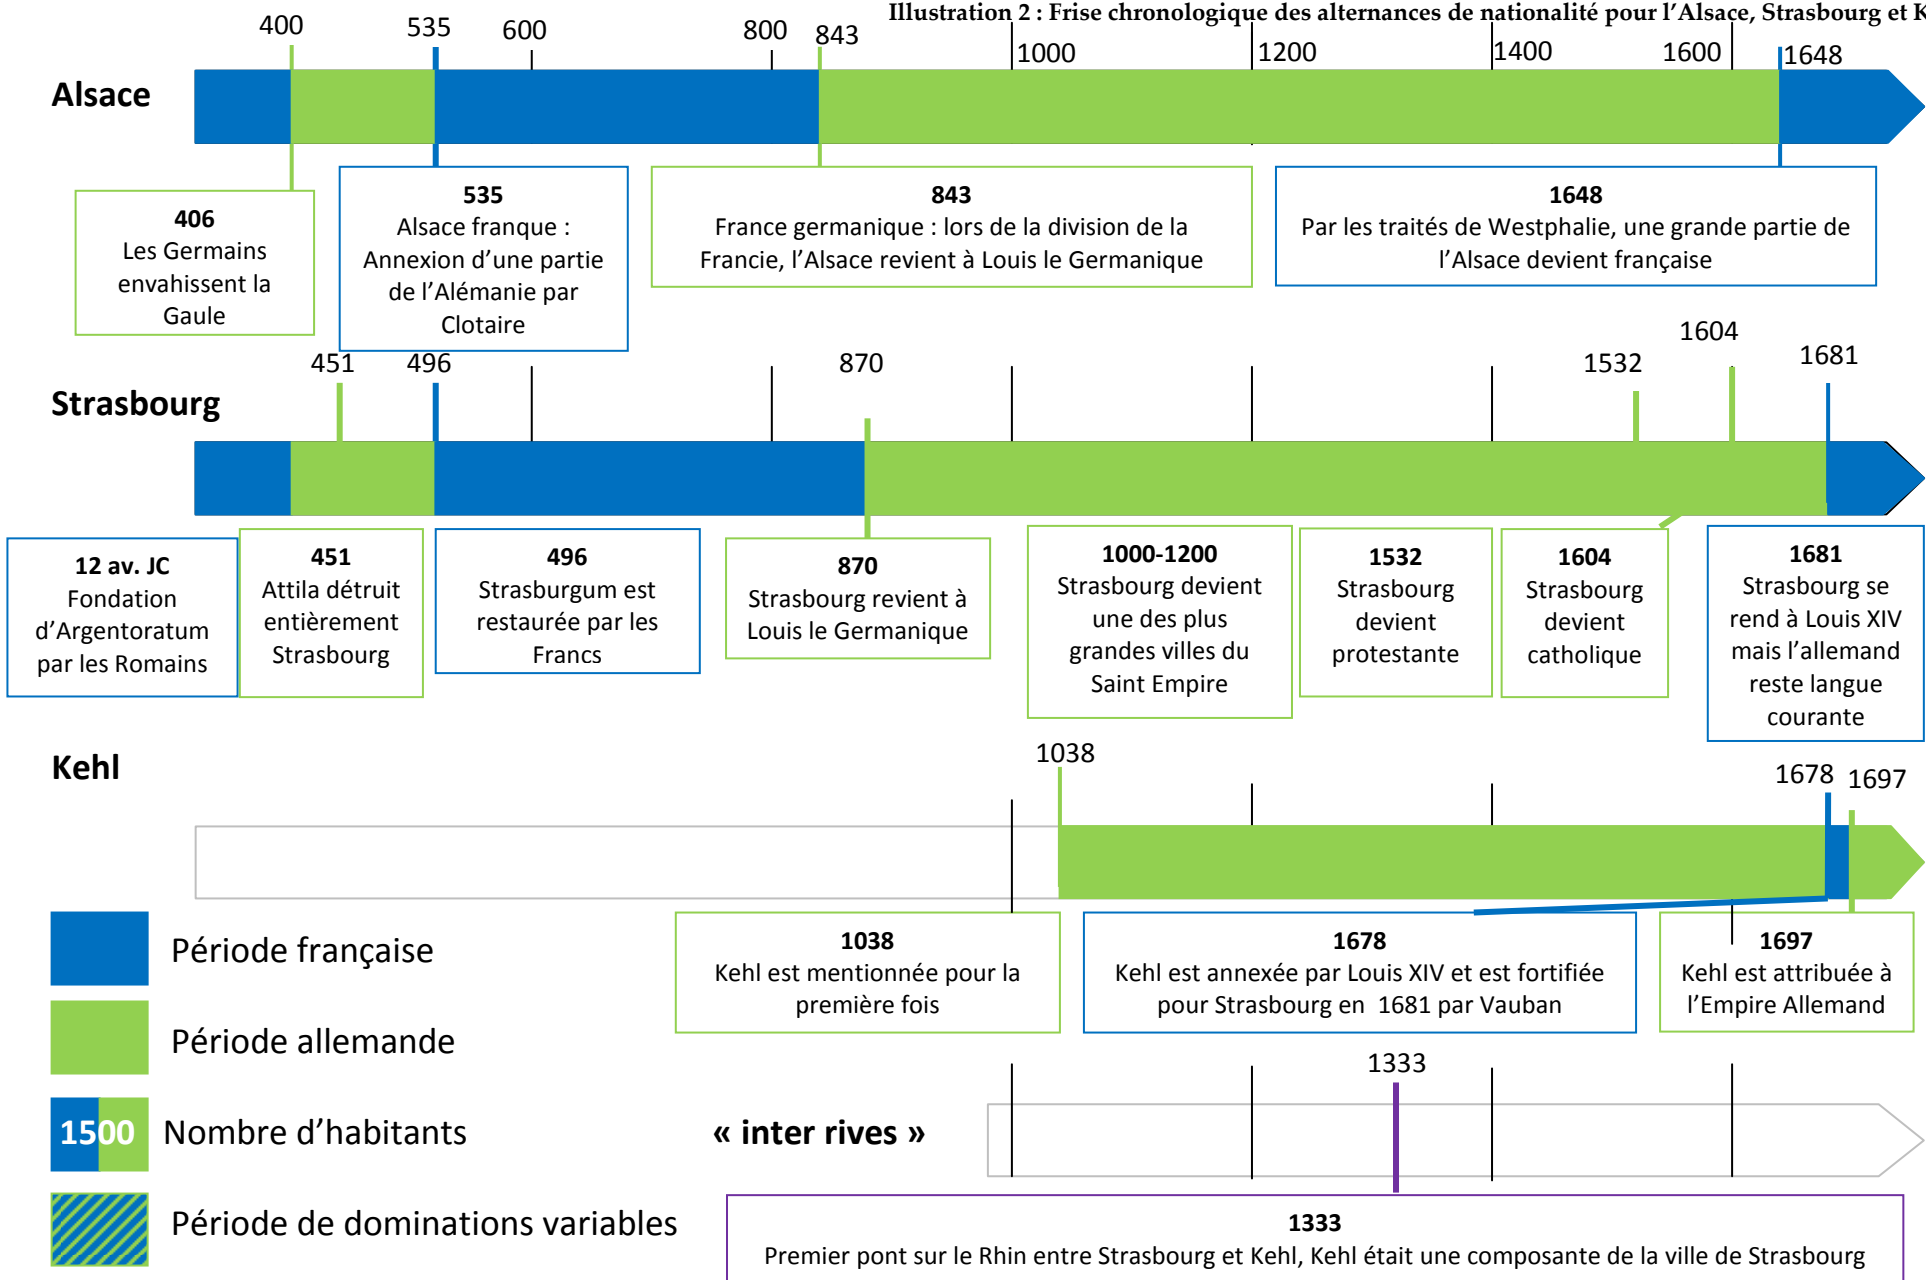 Illustration 2 : Frise chronologique des alternances de nationalité pour l'Alsace, Strasbourg et K
400
535
600
800
843
1000
1200
1400
1600
1648
Alsace
406
Les Germains
envahissent la
Gaule
535
Alsace franque :
Annexion d'une partie
de l'Alémanie par
Clotaire
843
France germanique : lors de la division de la
Francie, l'Alsace revient à Louis le Germanique
1648
Par les traités de Westphalie, une grande partie de
l'Alsace devient française
451
496
870
1532
1604
1681
Strasbourg
12 av. JC
Fondation
d'Argentoratum
par les Romains
451
Attila détruit
entièrement
Strasbourg
496
Strasburgum est
restaurée par les
Francs
870
Strasbourg revient à
Louis le Germanique
1000-1200
Strasbourg devient
une des plus
grandes villes du
Saint Empire
1532
Strasbourg
devient
protestante
1604
Strasbourg
devient
catholique
1681
Strasbourg se
rend à Louis XIV
mais l'allemand
reste langue
courante
Kehl
1038
1678
1697
1038
Kehl est mentionnée pour la
première fois
1678
Kehl est annexée par Louis XIV et est fortifiée
pour Strasbourg en 1681 par Vauban
1697
Kehl est attribuée à
l'Empire Allemand
Période française
Période allemande
1500 Nombre d'habitants
Période de dominations variables
« inter rives »
1333
1333
Premier pont sur le Rhin entre Strasbourg et Kehl, Kehl était une composante de la ville de Strasbourg